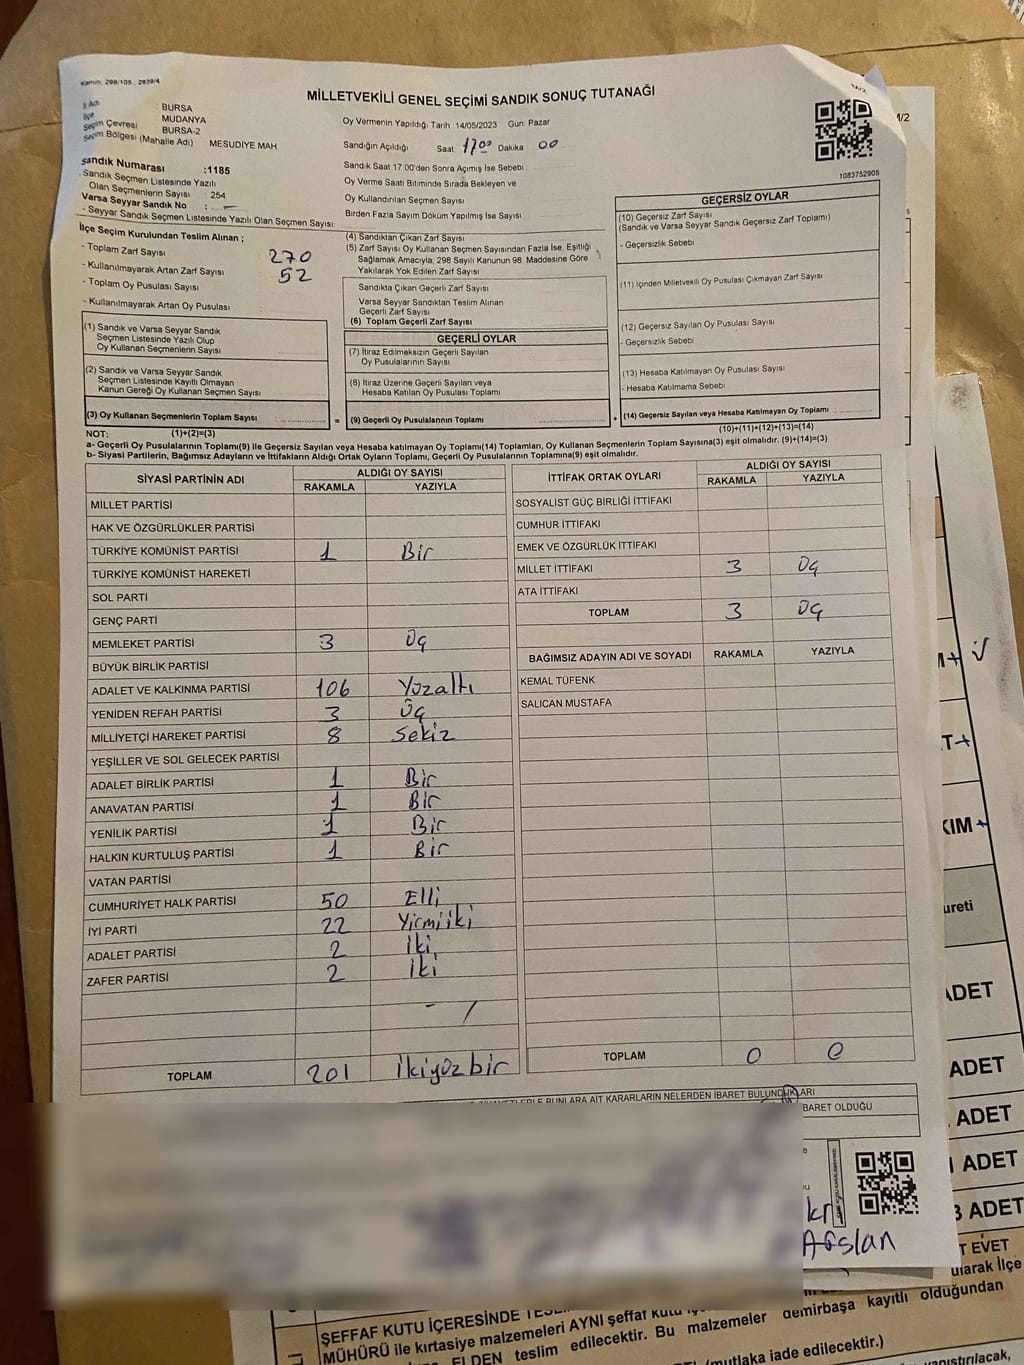 Kanun. 298/105 , 2839/4
MİLLETVEKİLİ GENEL SEÇİMİ SANDIK SONUÇ TUTANAĞI
M/2
İl Adı BURSA
İlçe MUDANYA
Seçim Çevresi BURSA-2
Seçim Bölgesi (Mahalle Adı) MESUDİYE MAH
Oy Vermenin Yapıldığı Tarih 14/05/2023 Gün Pazar
Sandığın Açıldığı Saat 17:00 Dakika 00
Sandık Saat 17 00'den Sonra Açımış İse Sebebi
Oy Verme Saati Bitiminde Sırada Bekleyen ve
Oy Kullandırılan Seçmen Sayısı
Birden Fazla Sayım Döküm Yapılmış İse Sayısı
1083752905
Sandık Numarası :1185
Sandık Seçmen Listesinde Yazılı
Olan Seçmenlerin Sayısı : 254
Varsa Seyyar Sandık No : -
- Seyyar Sandık Seçmen Listesinde Yazılı Olan Seçmen Sayısı
İlçe Seçim Kurulundan Teslim Alınan ;
- Toplam Zarf Sayısı 270
- Kullanılmayarak Artan Zarf Sayısı 52
- Toplam Oy Pusulası Sayısı
- Kullanılmayarak Artan Oy Pusulası
(1) Sandık ve Varsa Seyyar Sandık
Seçmen Listesinde Yazılı Olup
Oy Kullanan Seçmenlerin Sayısı
(2) Sandık ve Varsa Seyyar Sandık
Seçmen Listesinde Kayıtlı Olmayan
Kanun Gereği Oy Kullanan Seçmen Sayısı
(3) Oy Kullanan Seçmenlerin Toplam Sayısı
(4) Sandıktan Çıkan Zarf Sayısı
(5) Zarf Sayısı Oy Kullanan Seçmen Sayısından Fazla İse, Eşitliği
Sağlamak Amacıyla; 298 Sayılı Kanunun 98. Maddesine Göre
Yakılarak Yok Edilen Zarf Sayısı
Sandıkta Çıkan Geçerli Zarf Sayısı
Varsa Seyyar Sandıktan Teslim Alınan
Geçerli Zarf Sayısı
(6) Toplam Geçerli Zarf Sayısı
GEÇERLİ OYLAR
(7) İtiraz Edilmeksizin Geçerli Sayılan
Oy Pusulalarının Sayısı
(8) İtiraz Üzerine Geçerli Sayılan veya
Hesaba Katılan Oy Pusulası Toplamı
= (9) Geçerli Oy Pusulalarının Toplamı
GEÇERSİZ OYLAR
(10) Geçersiz Zarf Sayısı
(Sandık ve Varsa Seyyar Sandık Geçersiz Zarf Toplamı)
- Geçersizlik Sebebi
(11) İçinden Milletvekili Oy Pusulası Çıkmayan Zarf Sayısı
(12) Geçersiz Sayılan Oy Pusulası Sayısı
- Geçersizlik Sebebi
(13) Hesaba Katılmayan Oy Pusulası Sayısı
- Hesaba Katılmama Sebebi
+ (14) Geçersiz Sayılan veya Hesaba Katılmayan Oy Toplamı
NOT: (1)+(2)=(3) (10)+(11)+(12)+(13)=(14)
a- Geçerli Oy Pusulalarının Toplamı(9) ile Geçersiz Sayılan veya Hesaba katılmayan Oy Toplamı(14) Toplamları, Oy Kullanan Seçmenlerin Toplam Sayısına(3) eşit olmalıdır. (9)+(14)=(3)
b- Siyasi Partilerin, Bağımsız Adayların ve İttifakların Aldığı Ortak Oyların Toplamı, Geçerli Oy Pusulalarının Toplamına(9) eşit olmalıdır.
SİYASİ PARTİNİN ADI ALDIĞI OY SAYISI
RAKAMLA YAZIYLA
MİLLET PARTİSİ
HAK VE ÖZGÜRLÜKLER PARTİSİ
TÜRKİYE KOMÜNİST PARTİSİ 1 Bir
TÜRKİYE KOMÜNİST HAREKETİ
SOL PARTİ
GENÇ PARTİ
MEMLEKET PARTİSİ 3 Üç
BÜYÜK BİRLİK PARTİSİ
ADALET VE KALKINMA PARTİSİ 106 Yüzaltı
YENİDEN REFAH PARTİSİ 3 Üç
MİLLİYETÇİ HAREKET PARTİSİ 8 Sekiz
YEŞİLLER VE SOL GELECEK PARTİSİ
ADALET BİRLİK PARTİSİ 1 Bir
ANAVATAN PARTİSİ 1 Bir
YENİLİK PARTİSİ 1 Bir
HALKIN KURTULUŞ PARTİSİ 1 Bir
VATAN PARTİSİ
CUMHURİYET HALK PARTİSİ 50 Elli
İYİ PARTİ 22 Yirmiiki
ADALET PARTİSİ 2 İki
ZAFER PARTİSİ 2 İki
TOPLAM 201 İkiyüzbir
İTTİFAK ORTAK OYLARI ALDIĞI OY SAYISI
RAKAMLA YAZIYLA
SOSYALİST GÜÇ BİRLİĞİ İTTİFAKI
CUMHUR İTTİFAKI
EMEK VE ÖZGÜRLÜK İTTİFAKI
MİLLET İTTİFAKI 3 Üç
ATA İTTİFAKI
TOPLAM 3 Üç
BAĞIMSIZ ADAYIN ADI VE SOYADI RAKAMLA YAZIYLA
KEMAL TÜFENK
SALICAN MUSTAFA
TOPLAM 0 0
BUNLARA AİT KARARLARIN NELERDEN İBARET BULUNDUKLARI
BARET OLDUĞU
Arslan
M/2
M+ √
T+
KIM +
ureti
ADET
ADET
ADET
1 ADET
3 ADET
T EVET
ularak İlçe
ŞEFFAF KUTU İÇERESİNDE
MÜHÜRÜ ile kırtasiye malzemeleri AYNI şeffaf kutu
ELDEN teslim edilecektir. Bu malzemeler demirbaşa kayıtlı olduğundan
(mutlaka iade edilecektir.)